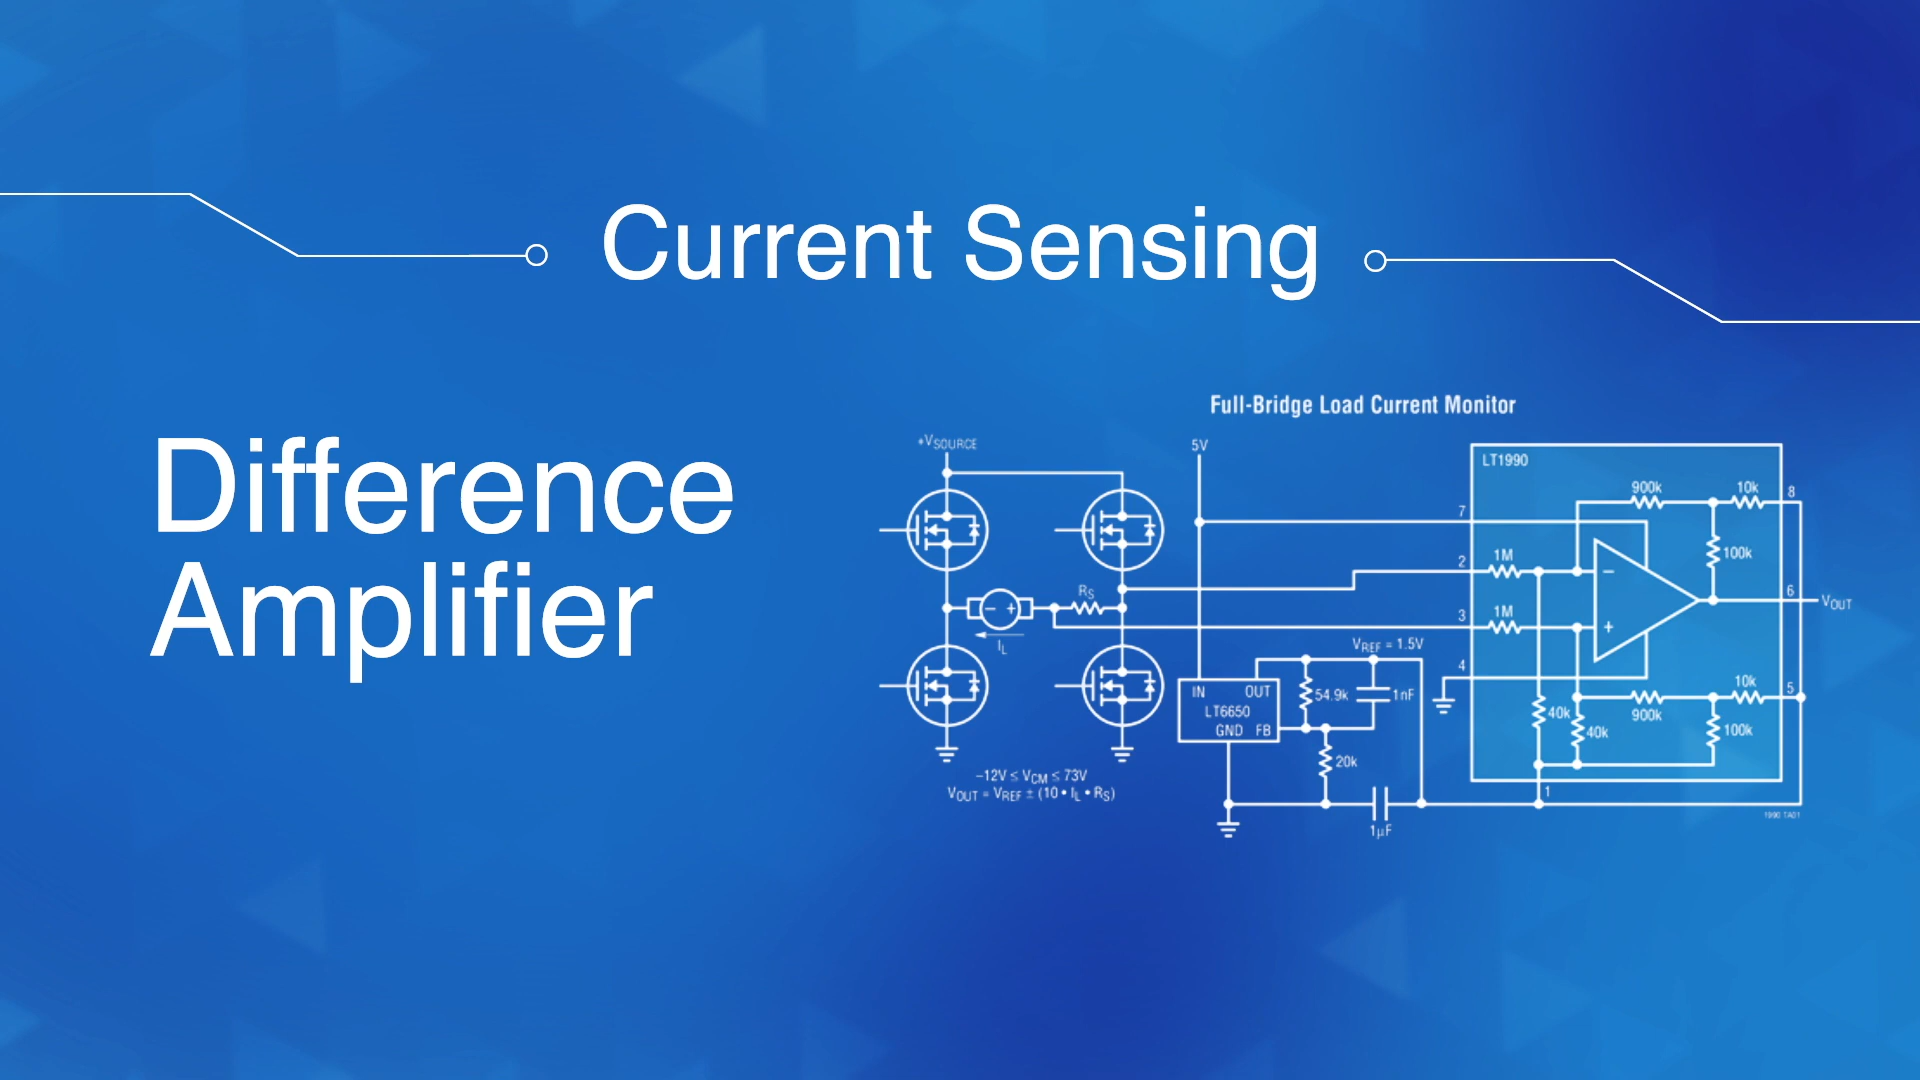 Current Sensing
Difference
Amplifier
Full-Bridge Load Current Monitor
+VSOURCE
5V
LT1990
900k
10k
8
7
1M
2
100k
–
RS
– +
6
VOUT
1M
3
+
IL
VREF = 1.5V
4
10k
5
IN OUT
54.9k
1nF
LT6650
40k
900k
GND FB
40k
100k
20k
–12V ≤ VCM ≤ 73V
VOUT = VREF ± (10 • IL • RS)
1
1µF
1990 TA01